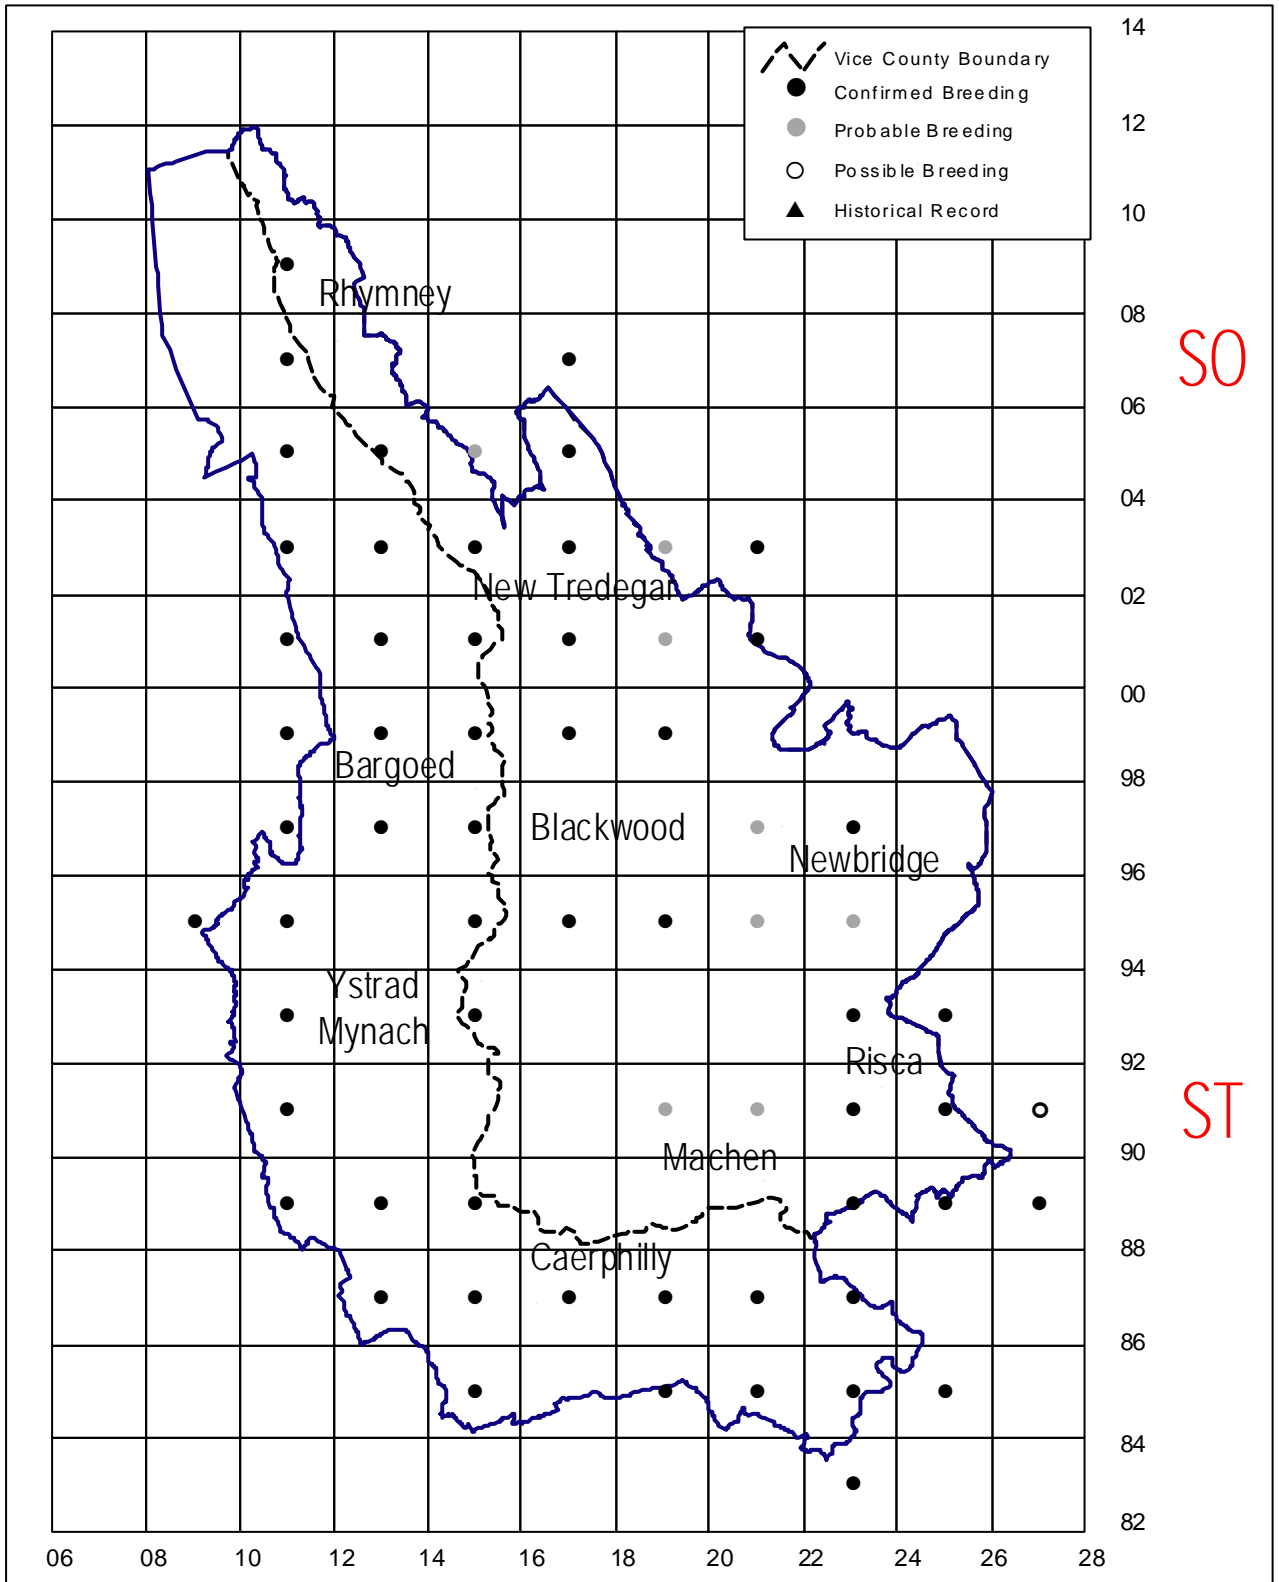 14
Vice County Boundary
Confirmed Breeding
Probable Breeding
Possible Breeding
Historical Record
12
10
Rhymney
08
SO
06
04
New Tredegar
02
00
Bargoed
98
Blackwood
Newbridge
96
94
Ystrad
Mynach
Risca
92
ST
Machen
90
Caerphilly
88
86
84
82
06 08 10 12 14 16 18 20 22 24 26 28